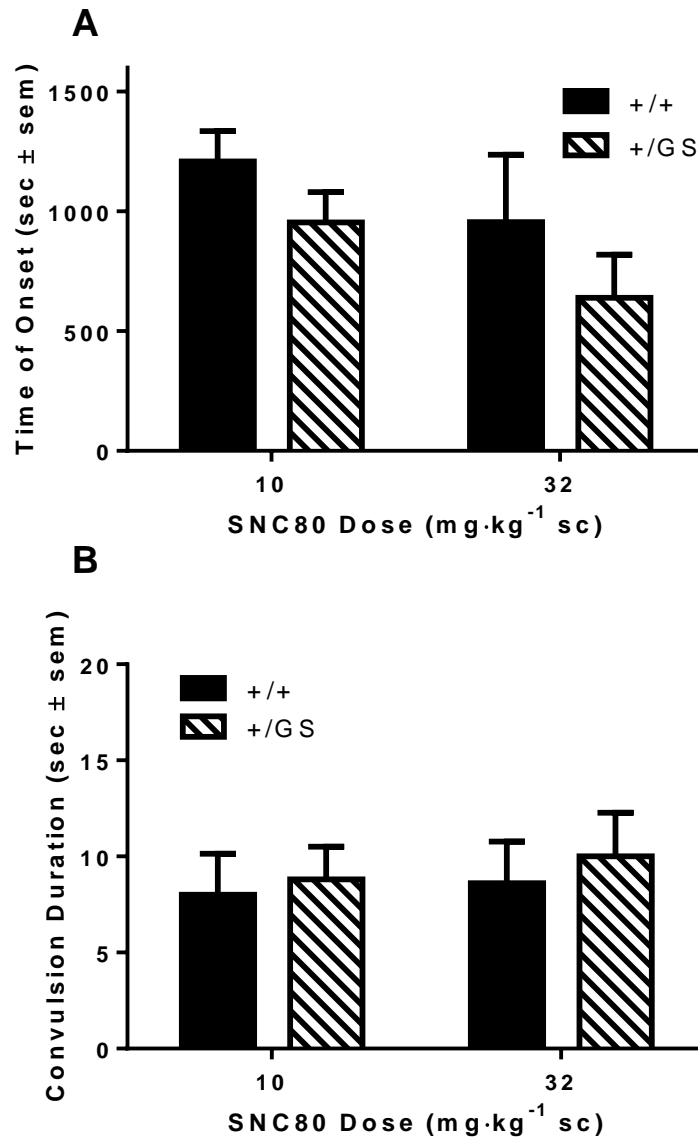 A
Time of Onset (sec ± sem)
1500
1000
500
0
+/+
+/GS
10
32
SNC80 Dose (mg·kg⁻¹ sc)
B
Convulsion Duration (sec ± sem)
20
15
10
5
0
+/+
+/GS
10
32
SNC80 Dose (mg·kg⁻¹ sc)